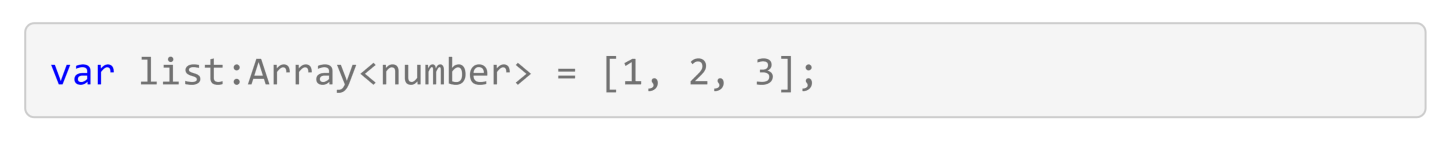 var list:Array<number> = [1, 2, 3];